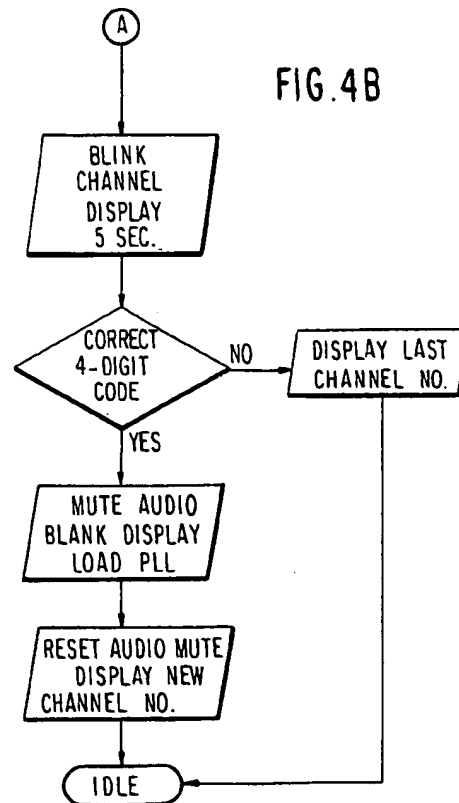 A
FIG.4B
BLINK
CHANNEL
DISPLAY
5 SEC.
CORRECT
4-DIGIT
CODE
NO
DISPLAY LAST
CHANNEL NO.
YES
MUTE AUDIO
BLANK DISPLAY
LOAD PLL
RESET AUDIO MUTE
DISPLAY NEW
CHANNEL NO.
IDLE